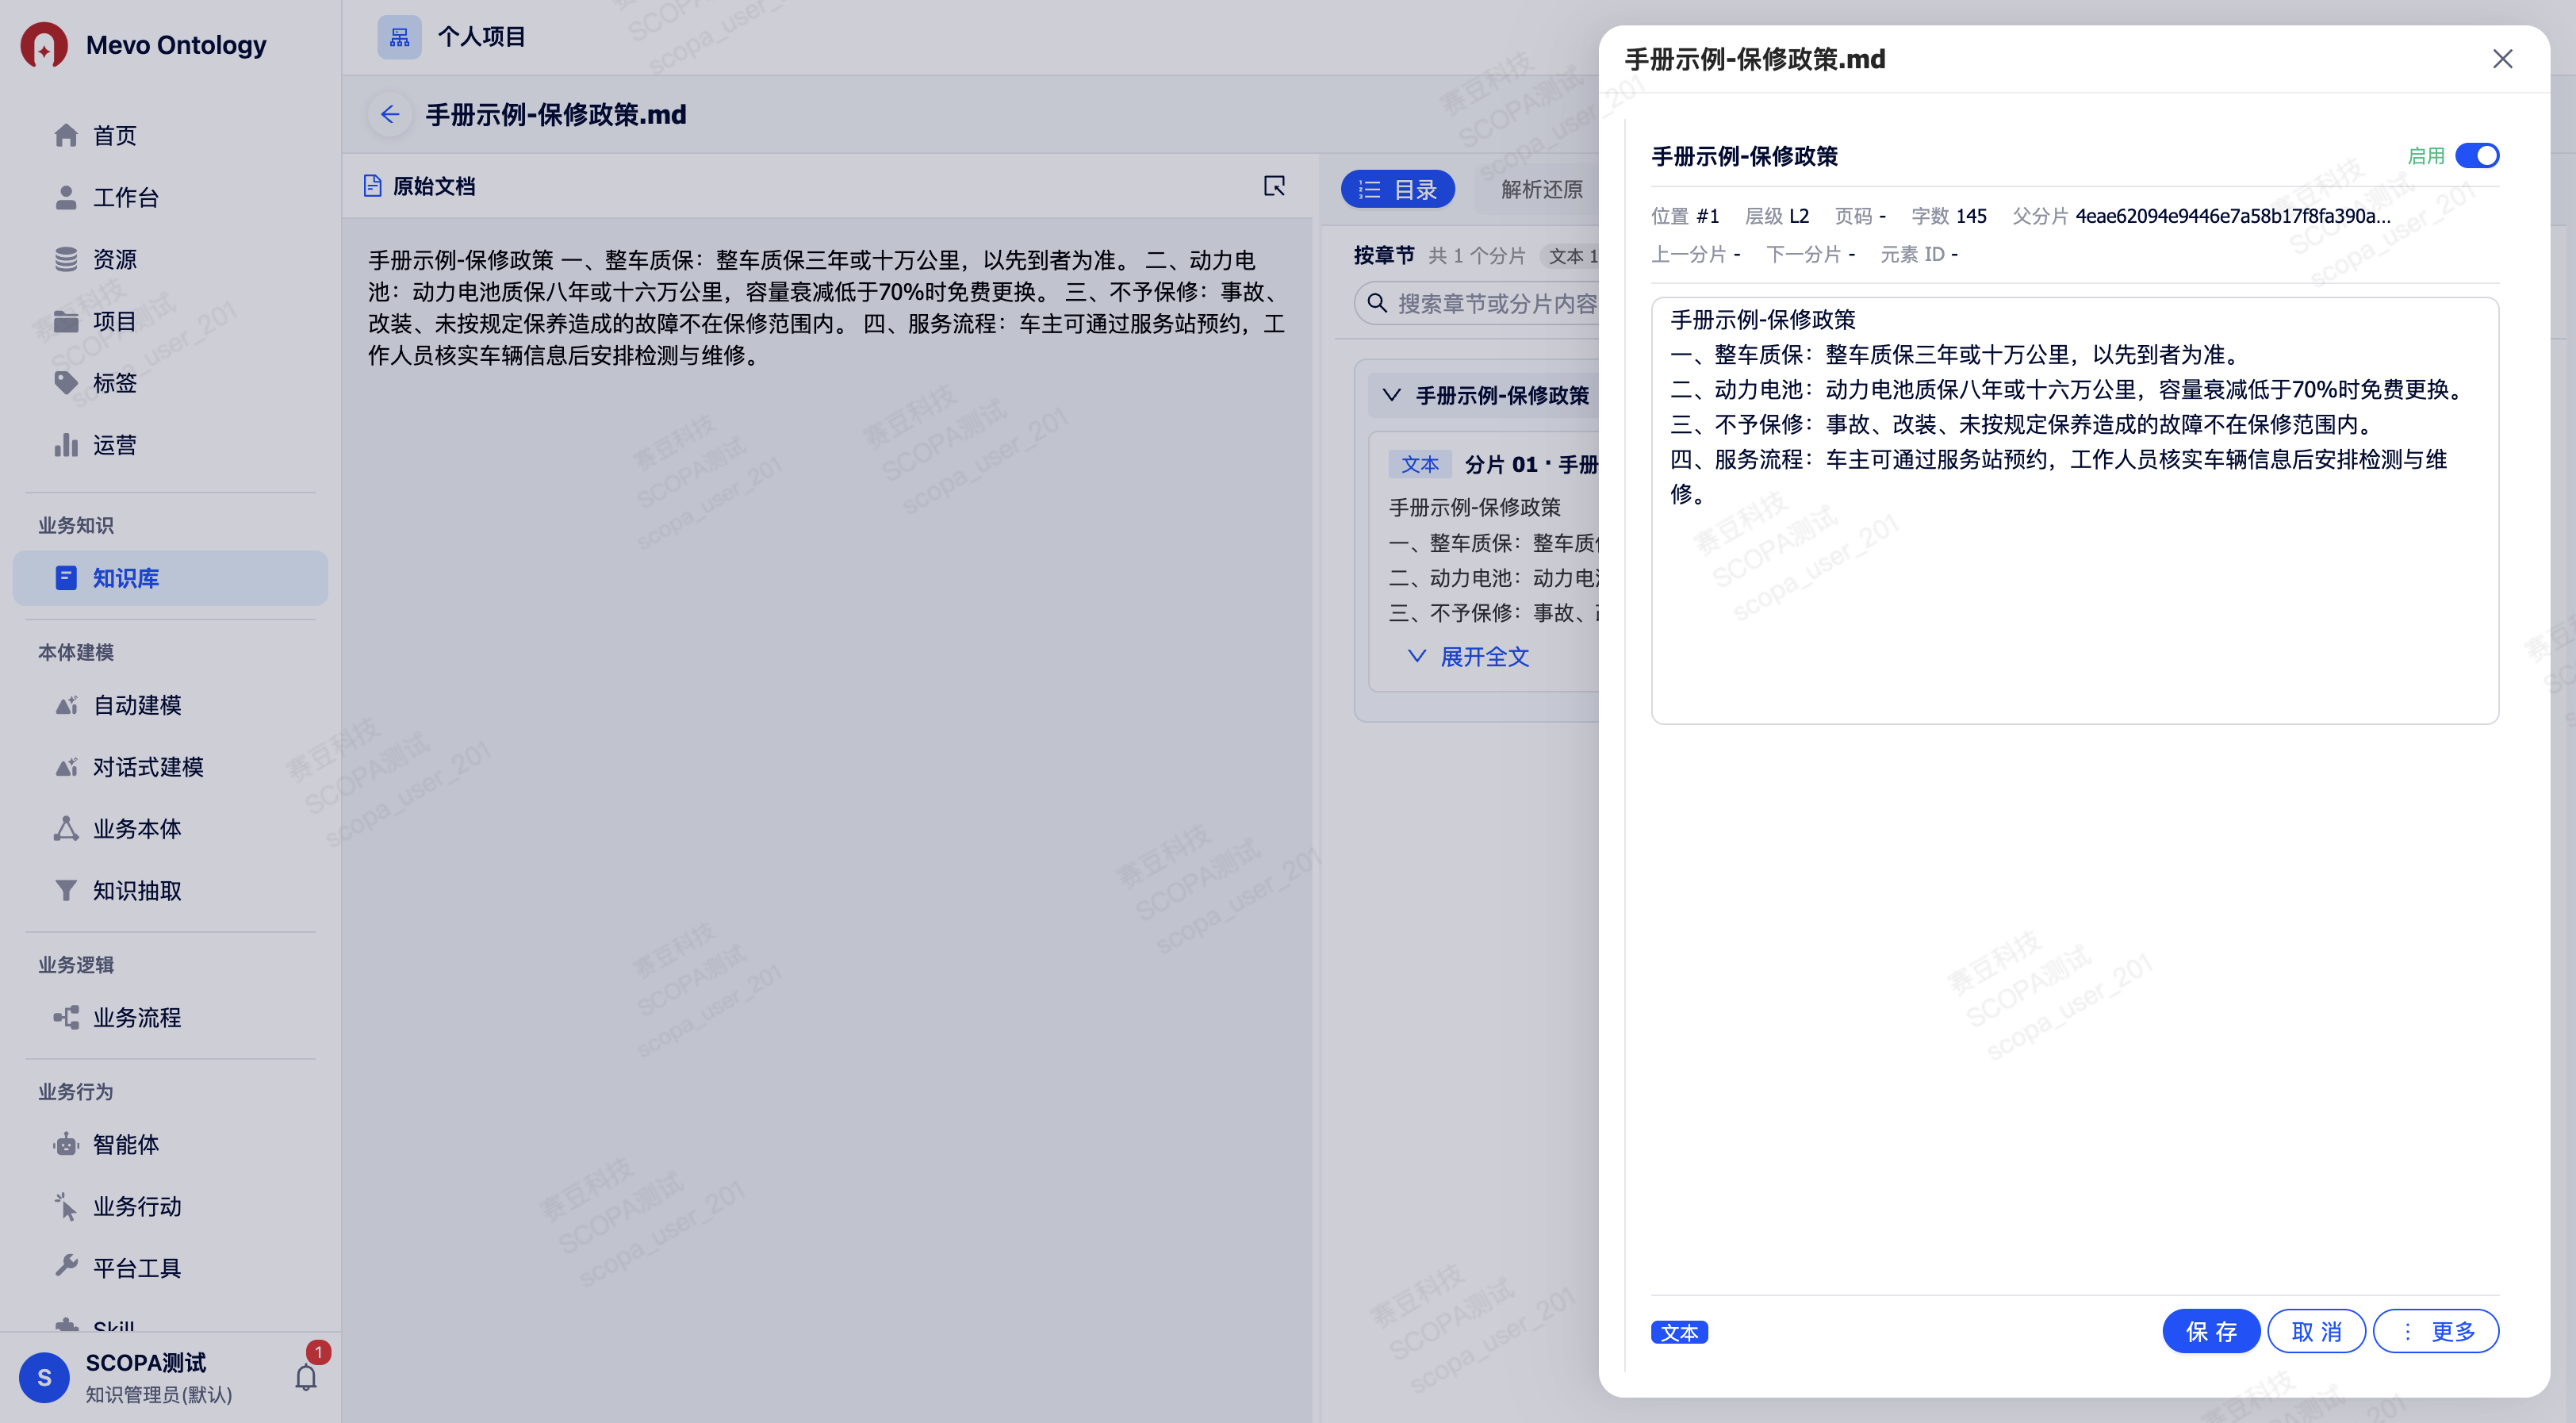 Mevo Ontology
首页
工作台
资源
项目
标签
运营
业务知识
知识库
本体建模
自动建模
对话式建模
业务本体
知识抽取
业务逻辑
业务流程
业务行为
智能体
业务行动
平台工具
Skill
S
SCOPA测试
知识管理员(默认)
1
个人项目
手册示例-保修政策.md
原始文档
手册示例-保修政策 一、整车质保：整车质保三年或十万公里，以先到者为准。 二、动力电
池：动力电池质保八年或十六万公里，容量衰减低于70%时免费更换。 三、不予保修：事故、
改装、未按规定保养造成的故障不在保修范围内。 四、服务流程：车主可通过服务站预约，工
作人员核实车辆信息后安排检测与维修。
目录
解析还原
按章节 共 1 个分片 文本 1
搜索章节或分片内容
手册示例-保修政策
文本 分片 01 · 手册
手册示例-保修政策
一、整车质保：整车质
二、动力电池：动力电
三、不予保修：事故、
展开全文
手册示例-保修政策.md
手册示例-保修政策
启用
位置 #1 层级 L2 页码 - 字数 145 父分片 4eae62094e9446e7a58b17f8fa390a...
上一分片 - 下一分片 - 元素 ID -
手册示例-保修政策
一、整车质保：整车质保三年或十万公里，以先到者为准。
二、动力电池：动力电池质保八年或十六万公里，容量衰减低于70%时免费更换。
三、不予保修：事故、改装、未按规定保养造成的故障不在保修范围内。
四、服务流程：车主可通过服务站预约，工作人员核实车辆信息后安排检测与维
修。
文本
保存
取消
更多
赛豆科技
SCOPA测试
scopa_user_201